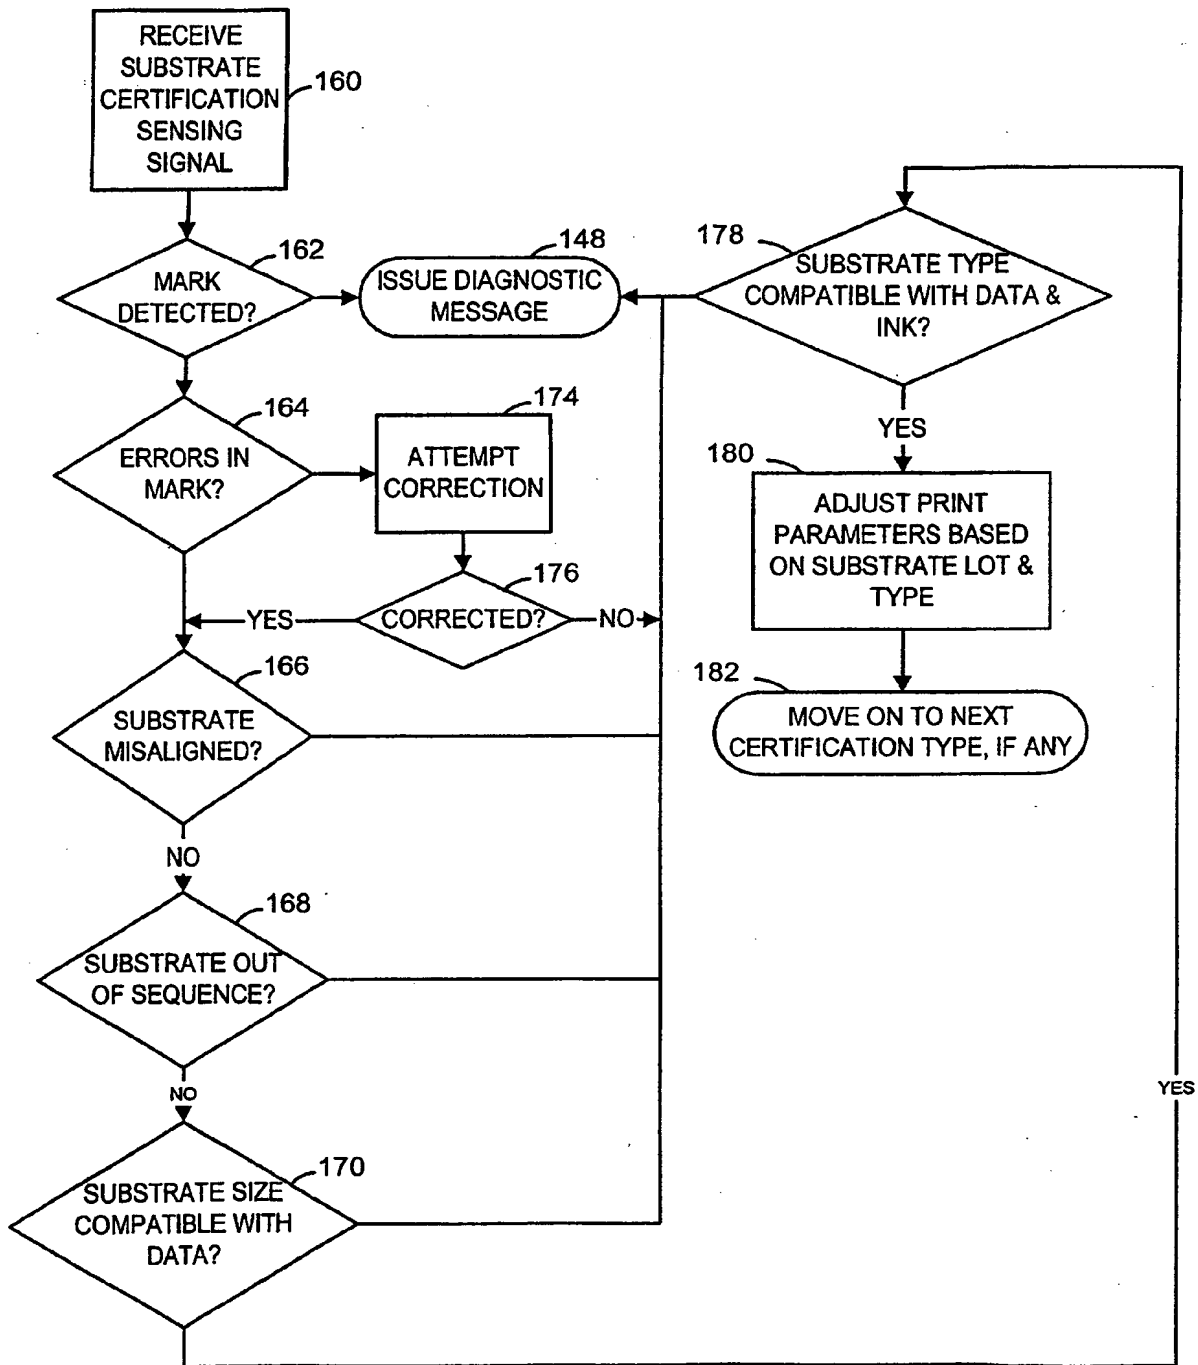 RECEIVE
SUBSTRATE
CERTIFICATION
SENSING
SIGNAL
160
162
MARK
DETECTED?
148
ISSUE DIAGNOSTIC
MESSAGE
178
SUBSTRATE TYPE
COMPATIBLE WITH DATA &
INK?
164
ERRORS IN
MARK?
174
ATTEMPT
CORRECTION
YES
180
ADJUST PRINT
PARAMETERS BASED
ON SUBSTRATE LOT &
TYPE
176
YES
CORRECTED?
NO
166
SUBSTRATE
MISALIGNED?
182
MOVE ON TO NEXT
CERTIFICATION TYPE, IF ANY
NO
168
SUBSTRATE OUT
OF SEQUENCE?
NO
YES
170
SUBSTRATE SIZE
COMPATIBLE WITH
DATA?